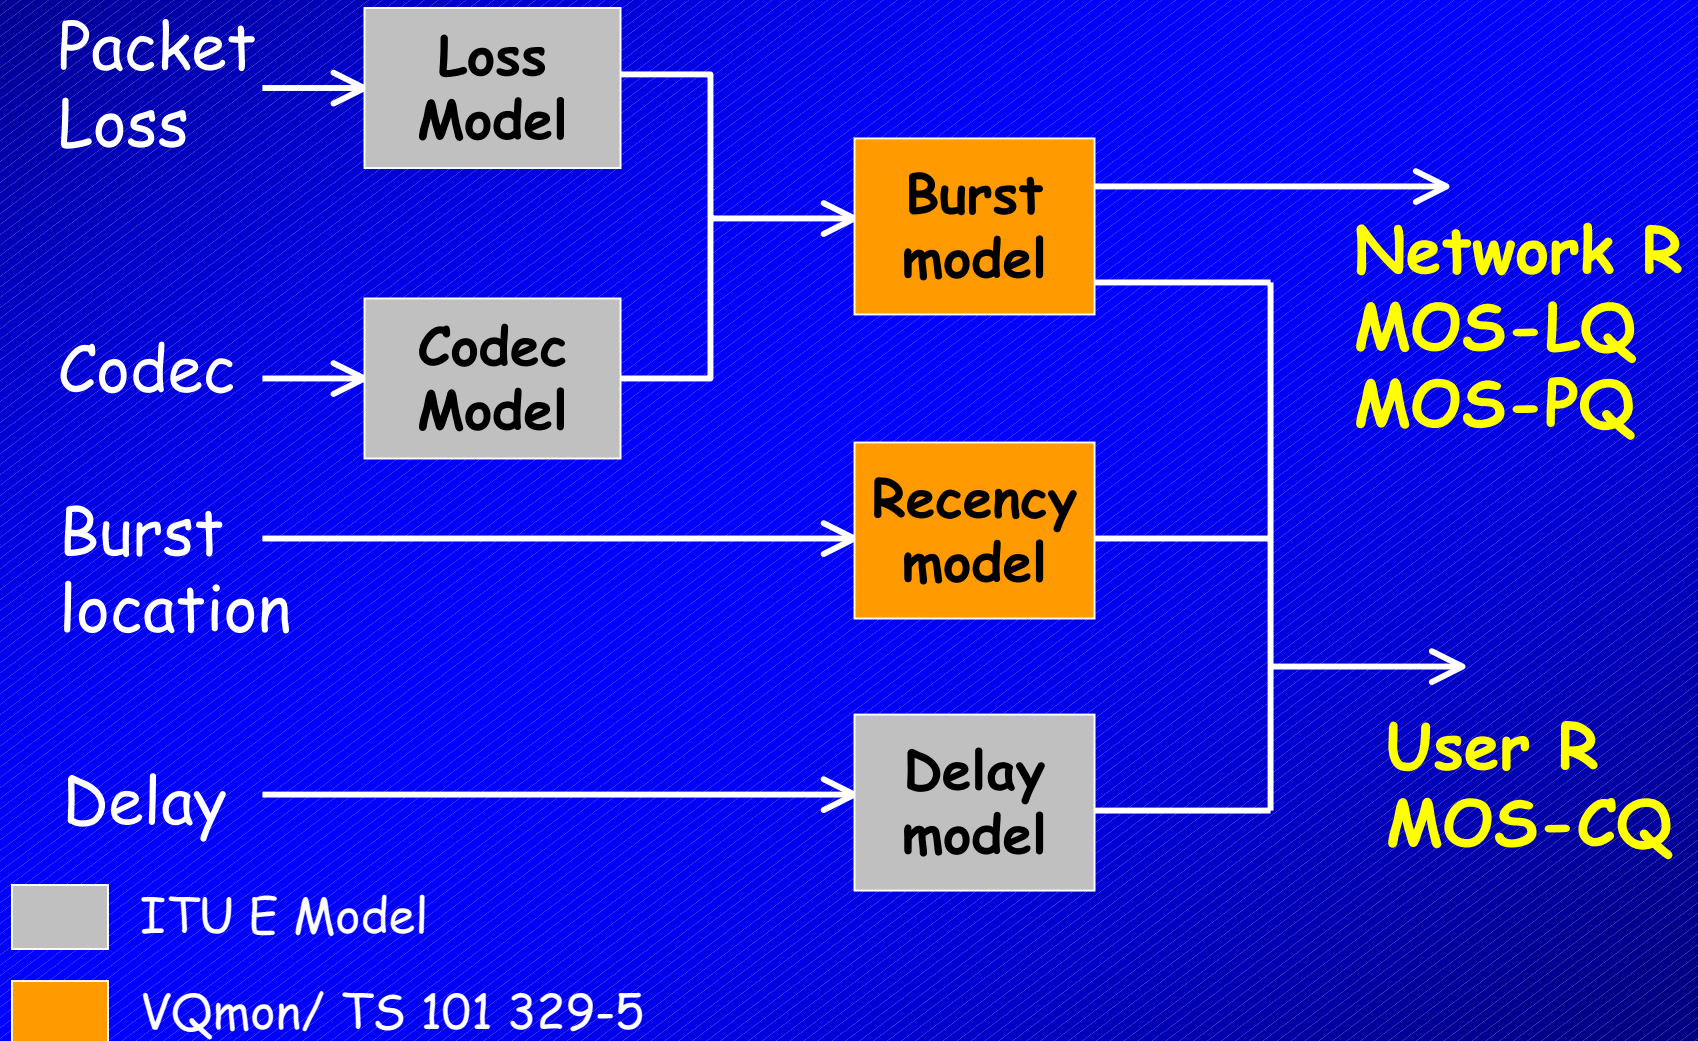 Packet
Loss
Loss
Model
Burst
model
Network R
MOS-LQ
MOS-PQ
Codec
Codec
Model
Recency
model
Burst
location
User R
MOS-CQ
Delay
Delay
model
ITU E Model
VQmon/ TS 101 329-5